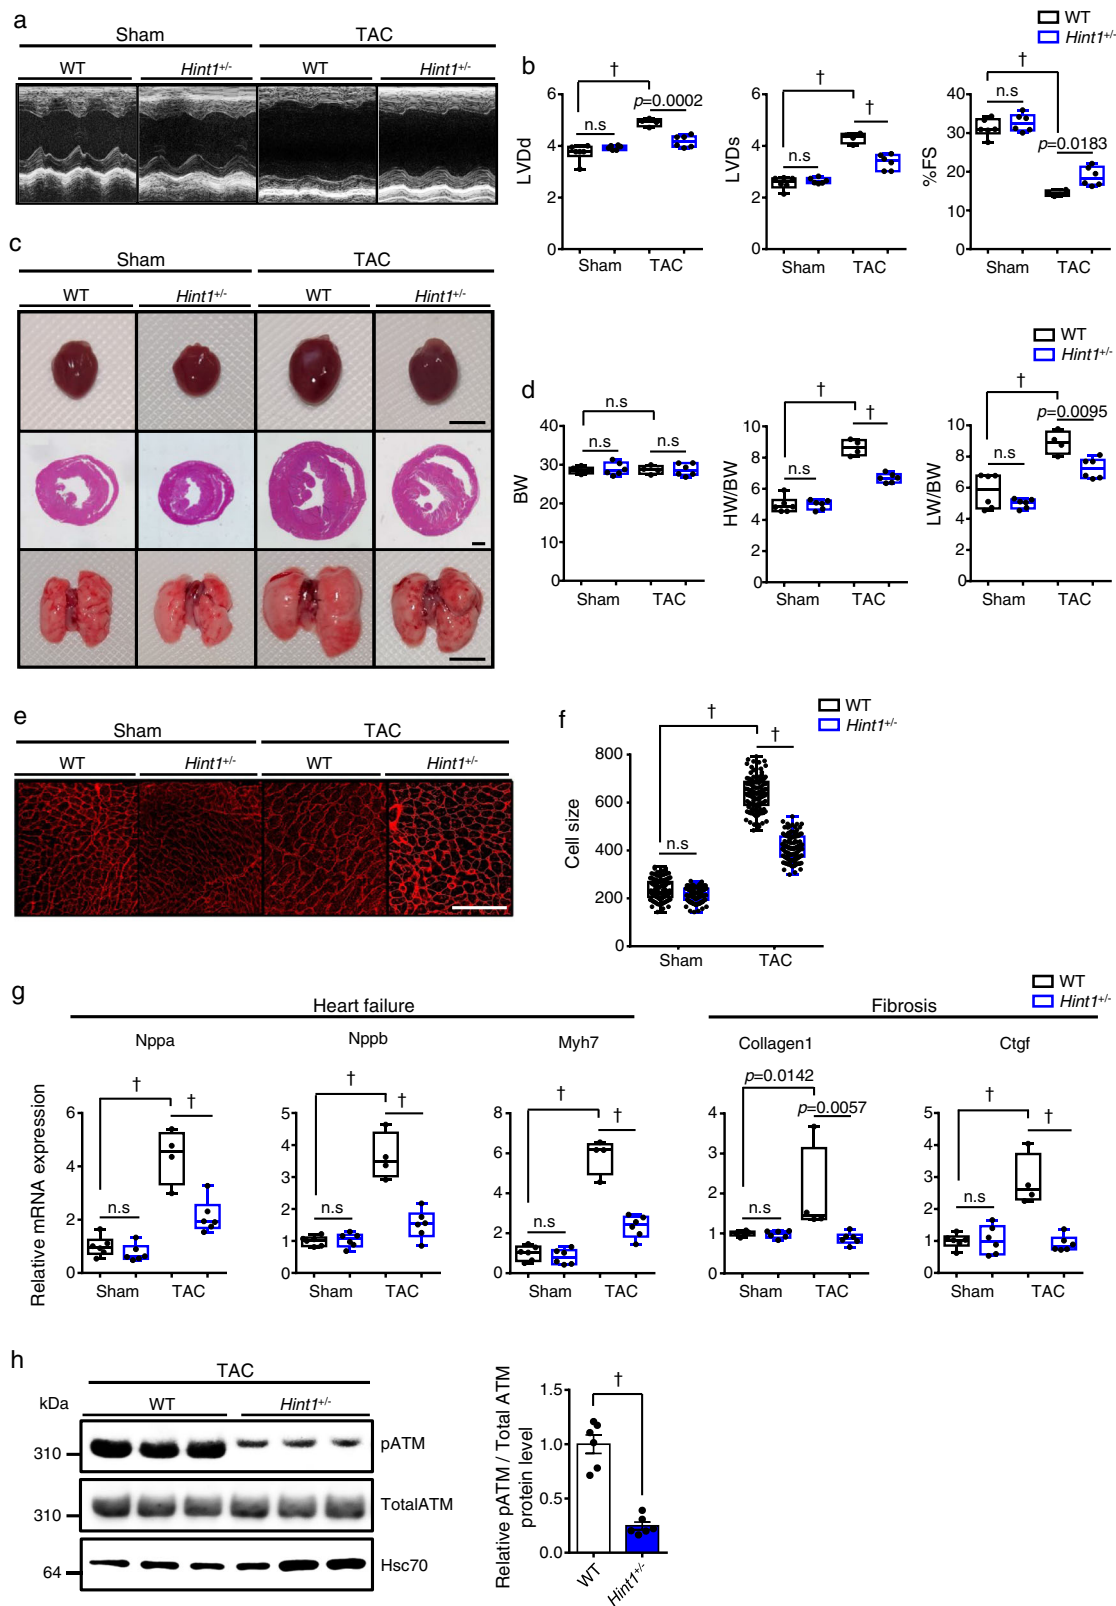 a
Sham TAC
WT Hint1+/- WT Hint1+/-
b
WT
Hint1+/-
LVDd
6
4
2
0
†
n.s
p=0.0002
Sham TAC
LVDs
6
4
2
0
†
†
n.s
Sham TAC
%FS
40
30
20
10
0
†
n.s
p=0.0183
Sham TAC
c
Sham TAC
WT Hint1+/- WT Hint1+/-
d
WT
Hint1+/-
BW
40
30
20
10
0
n.s
n.s n.s
Sham TAC
HW/BW
10
8
6
4
2
0
†
†
n.s
Sham TAC
LW/BW
10
8
6
4
2
0
†
p=0.0095
n.s
Sham TAC
e
Sham TAC
WT Hint1+/- WT Hint1+/-
f
WT
Hint1+/-
Cell size
800
600
400
200
0
†
†
n.s
Sham TAC
g
WT
Hint1+/-
Heart failure Fibrosis
Relative mRNA expression
Nppa
6
4
2
0
†
†
n.s
Sham TAC
Nppb
5
4
3
2
1
0
†
†
n.s
Sham TAC
Myh7
8
6
4
2
0
†
†
n.s
Sham TAC
Collagen1
4
3
2
1
0
p=0.0142
p=0.0057
n.s
Sham TAC
Ctgf
5
4
3
2
1
0
†
†
n.s
Sham TAC
h
TAC
kDa WT Hint1+/-
310 pATM
310 TotalATM
64 Hsc70
Relative pATM / Total ATM
protein level
1.5
1.0
0.5
0.0
†
WT Hint1+/-